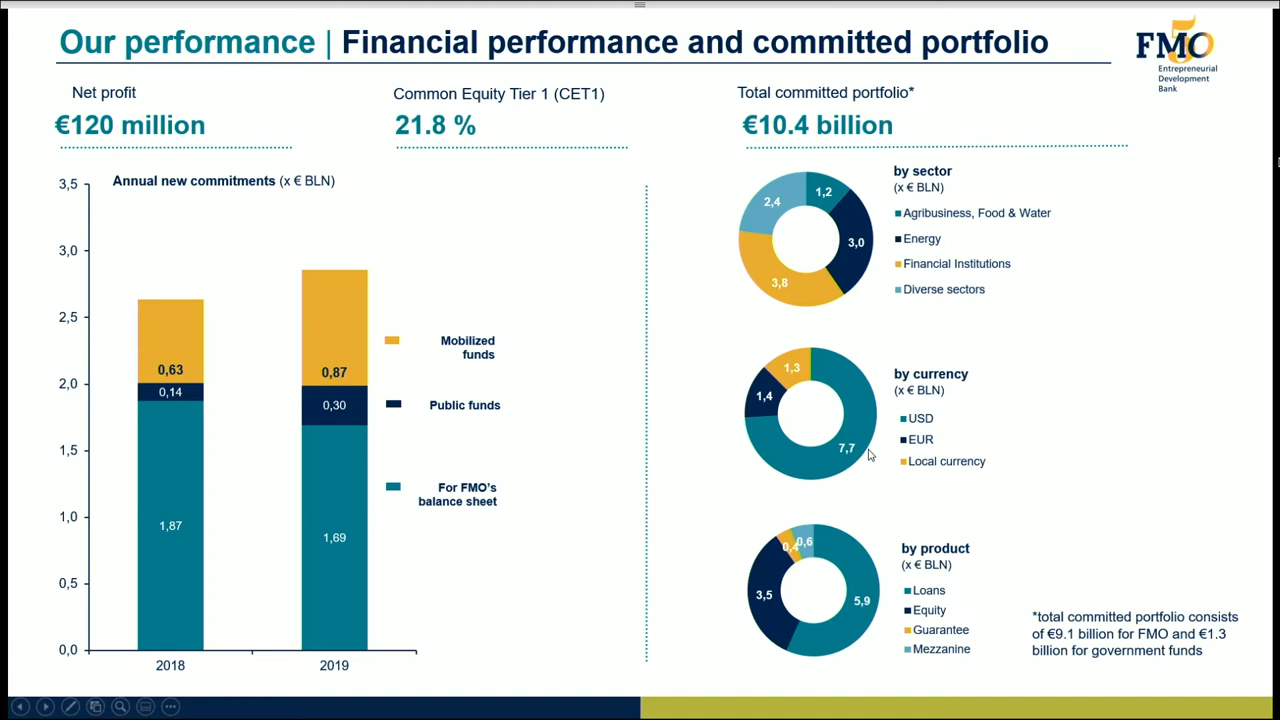 Our performance | Financial performance and committed portfolio
FMO
50
Entrepreneurial
Development
Bank
Net profit
€120 million
Common Equity Tier 1 (CET1)
21.8 %
Total committed portfolio*
€10.4 billion
Annual new commitments (x € BLN)
3,5
3,0
2,5
2,0
1,5
1,0
0,5
0,0
0,63
0,14
1,87
0,87
0,30
1,69
2018
2019
Mobilized
funds
Public funds
For FMO's
balance sheet
1,2
3,0
3,8
2,4
by sector
(x € BLN)
Agribusiness, Food & Water
Energy
Financial Institutions
Diverse sectors
1,3
1,4
7,7
by currency
(x € BLN)
USD
EUR
Local currency
0,4
0,6
3,5
5,9
by product
(x € BLN)
Loans
Equity
Guarantee
Mezzanine
*total committed portfolio consists
of €9.1 billion for FMO and €1.3
billion for government funds